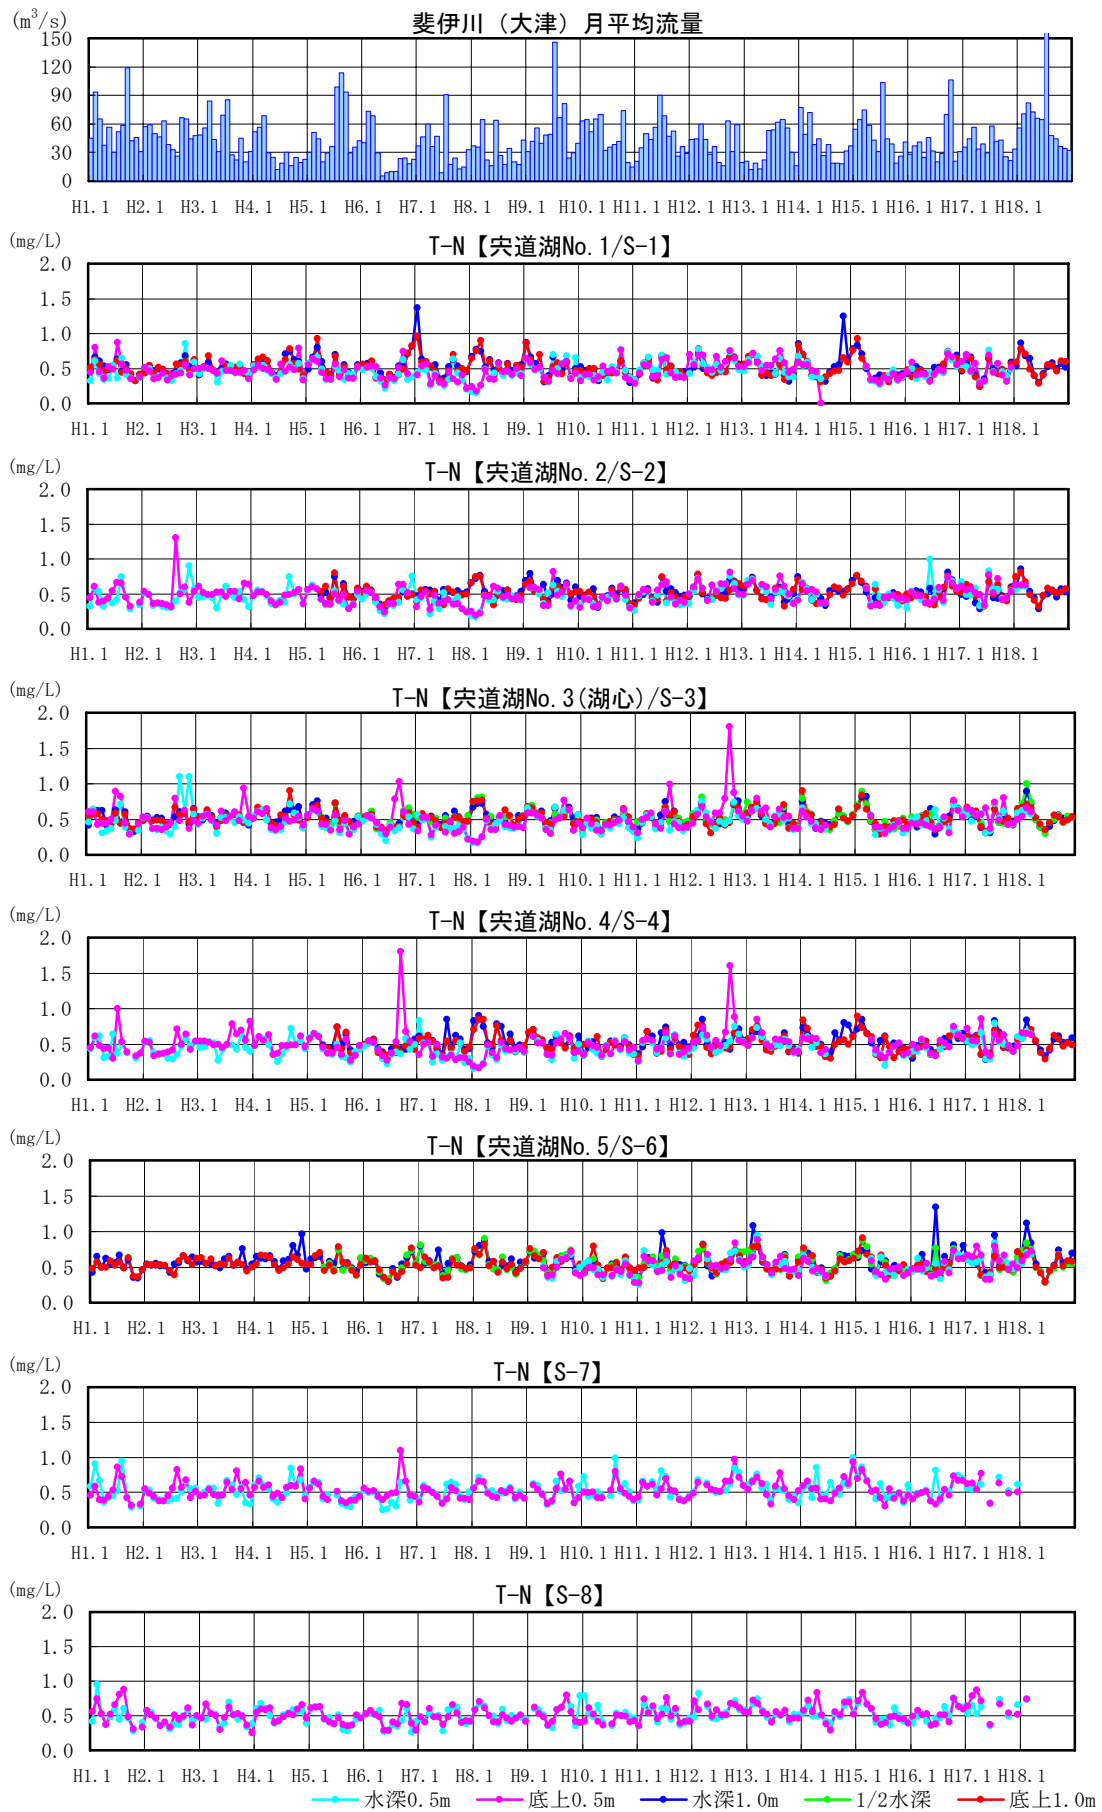 (m³/s)
斐伊川（大津）月平均流量
150
120
90
60
30
0
H1.1 H2.1 H3.1 H4.1 H5.1 H6.1 H7.1 H8.1 H9.1 H10.1 H11.1 H12.1 H13.1 H14.1 H15.1 H16.1 H17.1 H18.1
(mg/L)
T-N【宍道湖No.1/S-1】
2.0
1.5
1.0
0.5
0.0
H1.1 H2.1 H3.1 H4.1 H5.1 H6.1 H7.1 H8.1 H9.1 H10.1 H11.1 H12.1 H13.1 H14.1 H15.1 H16.1 H17.1 H18.1
(mg/L)
T-N【宍道湖No.2/S-2】
2.0
1.5
1.0
0.5
0.0
H1.1 H2.1 H3.1 H4.1 H5.1 H6.1 H7.1 H8.1 H9.1 H10.1 H11.1 H12.1 H13.1 H14.1 H15.1 H16.1 H17.1 H18.1
(mg/L)
T-N【宍道湖No.3(湖心)/S-3】
2.0
1.5
1.0
0.5
0.0
H1.1 H2.1 H3.1 H4.1 H5.1 H6.1 H7.1 H8.1 H9.1 H10.1 H11.1 H12.1 H13.1 H14.1 H15.1 H16.1 H17.1 H18.1
(mg/L)
T-N【宍道湖No.4/S-4】
2.0
1.5
1.0
0.5
0.0
H1.1 H2.1 H3.1 H4.1 H5.1 H6.1 H7.1 H8.1 H9.1 H10.1 H11.1 H12.1 H13.1 H14.1 H15.1 H16.1 H17.1 H18.1
(mg/L)
T-N【宍道湖No.5/S-6】
2.0
1.5
1.0
0.5
0.0
H1.1 H2.1 H3.1 H4.1 H5.1 H6.1 H7.1 H8.1 H9.1 H10.1 H11.1 H12.1 H13.1 H14.1 H15.1 H16.1 H17.1 H18.1
(mg/L)
T-N【S-7】
2.0
1.5
1.0
0.5
0.0
H1.1 H2.1 H3.1 H4.1 H5.1 H6.1 H7.1 H8.1 H9.1 H10.1 H11.1 H12.1 H13.1 H14.1 H15.1 H16.1 H17.1 H18.1
(mg/L)
T-N【S-8】
2.0
1.5
1.0
0.5
0.0
H1.1 H2.1 H3.1 H4.1 H5.1 H6.1 H7.1 H8.1 H9.1 H10.1 H11.1 H12.1 H13.1 H14.1 H15.1 H16.1 H17.1 H18.1
水深0.5m 底上0.5m 水深1.0m 1/2水深 底上1.0m